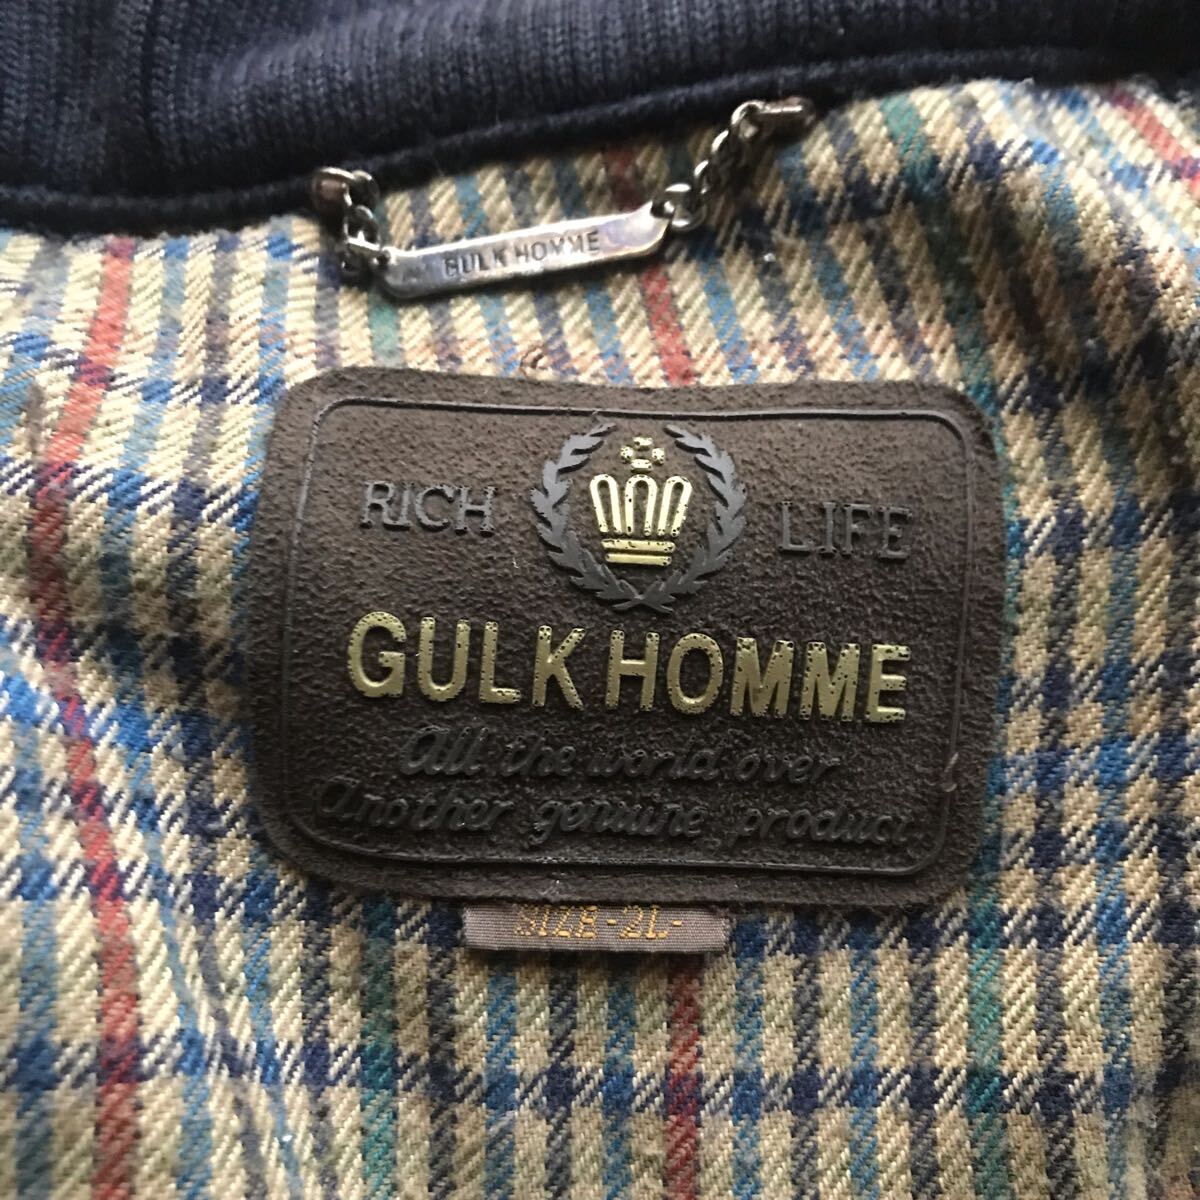 GULK HOMME
RICH LIFE
GULK HOMME
All the world over
Another genuine product.
SIZE -2L-